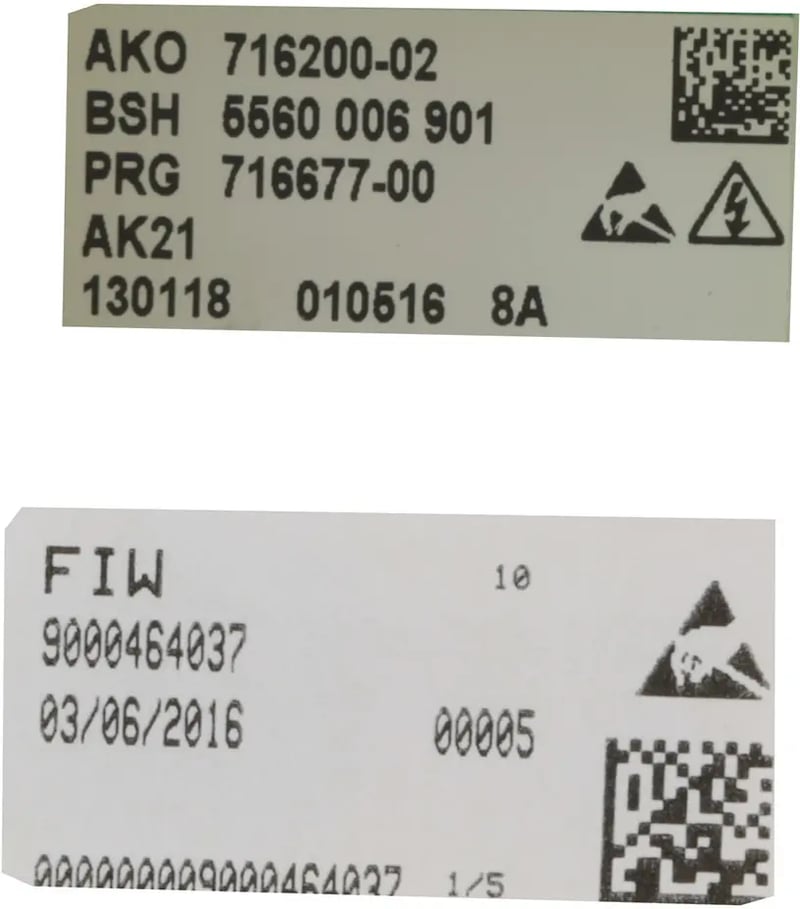 AKO 716200-02
BSH 5560 006 901
PRG 716677-00
AK21
130118 010516 8A
FIW 10
9000464037
03/06/2016 00005
000000009000464037 1/5